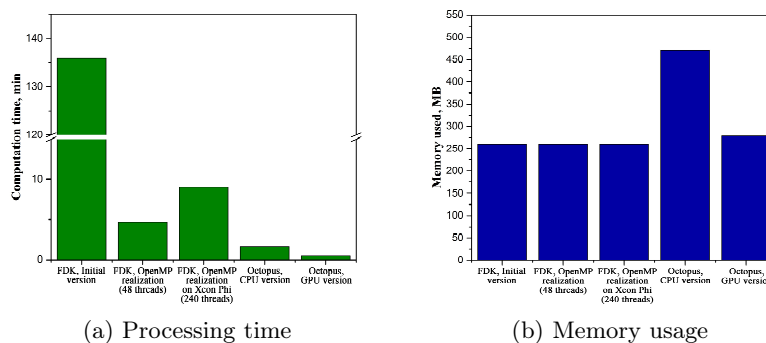 140
130
120
10
0
Computation time, min
FDK, Initial
version
FDK, OpenMP
realization
(48 threads)
FDK, OpenMP
realization
on Xeon Phi
(240 threads)
Octopus,
CPU version
Octopus,
GPU version
(a) Processing time
550
500
450
400
350
300
250
200
150
100
50
0
Memory used, MB
FDK, Initial
version
FDK, OpenMP
realization
(48 threads)
FDK, OpenMP
realization
on Xeon Phi
(240 threads)
Octopus,
CPU version
Octopus,
GPU version
(b) Memory usage